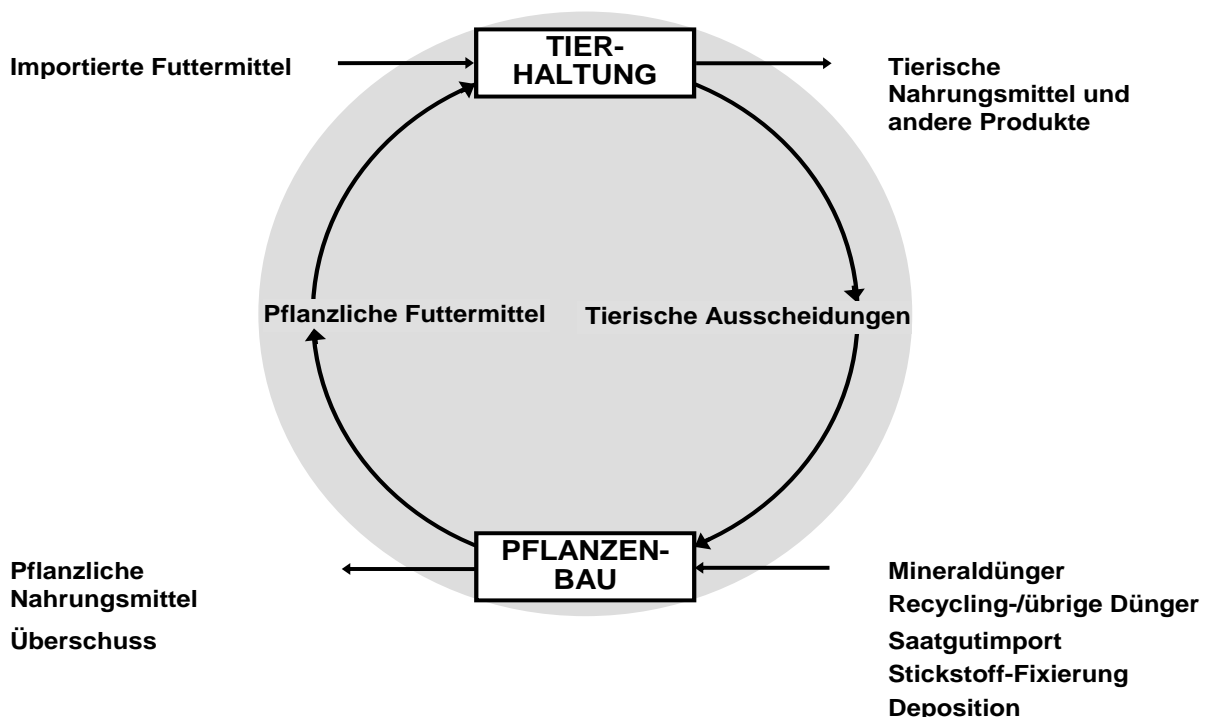 TIER-
HALTUNG
Importierte Futtermittel
Tierische
Nahrungsmittel und
andere Produkte
Pflanzliche Futtermittel
Tierische Ausscheidungen
PFLANZEN-
BAU
Pflanzliche
Nahrungsmittel
Überschuss
Mineraldünger
Recycling-/übrige Dünger
Saatgutimport
Stickstoff-Fixierung
Deposition